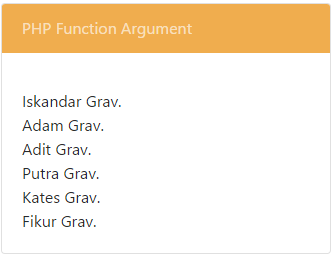 PHP Function Argument
Iskandar Grav.
Adam Grav.
Adit Grav.
Putra Grav.
Kates Grav.
Fikur Grav.